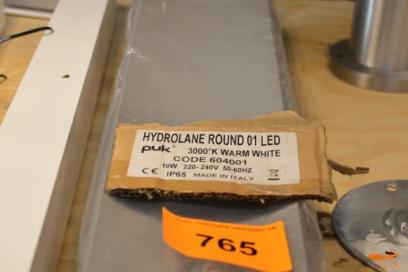 HYDROLANE ROUND 01 LED
puk 3000°K WARM WHITE
CODE 604001
10W 220-240V 50-60HZ
CE IP65 MADE IN ITALY
765